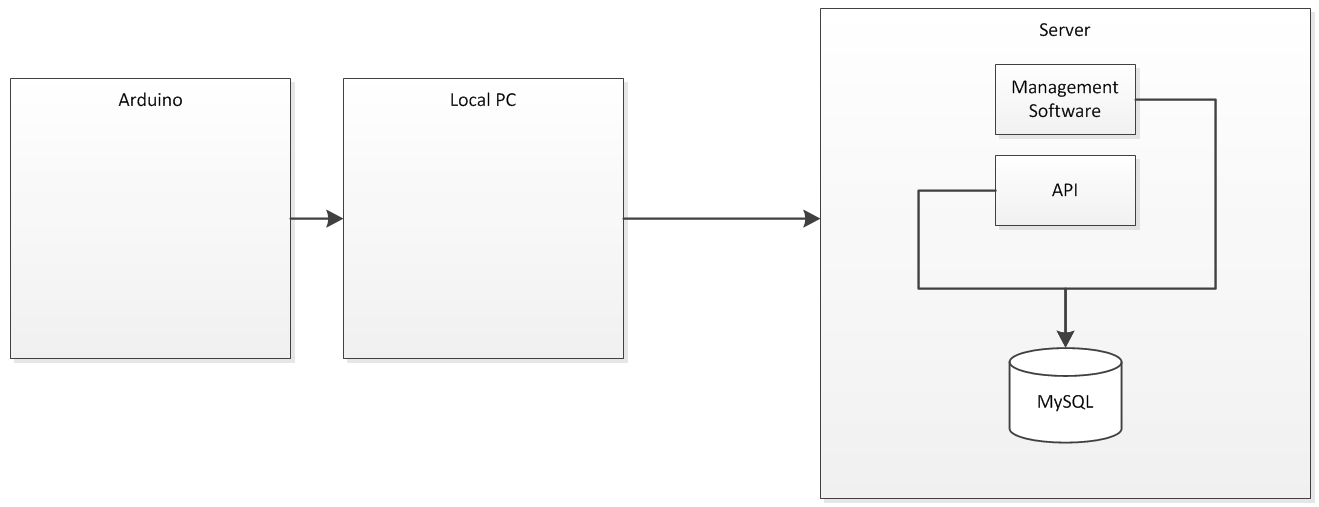 Arduino
Local PC
Server
Management
Software
API
MySQL